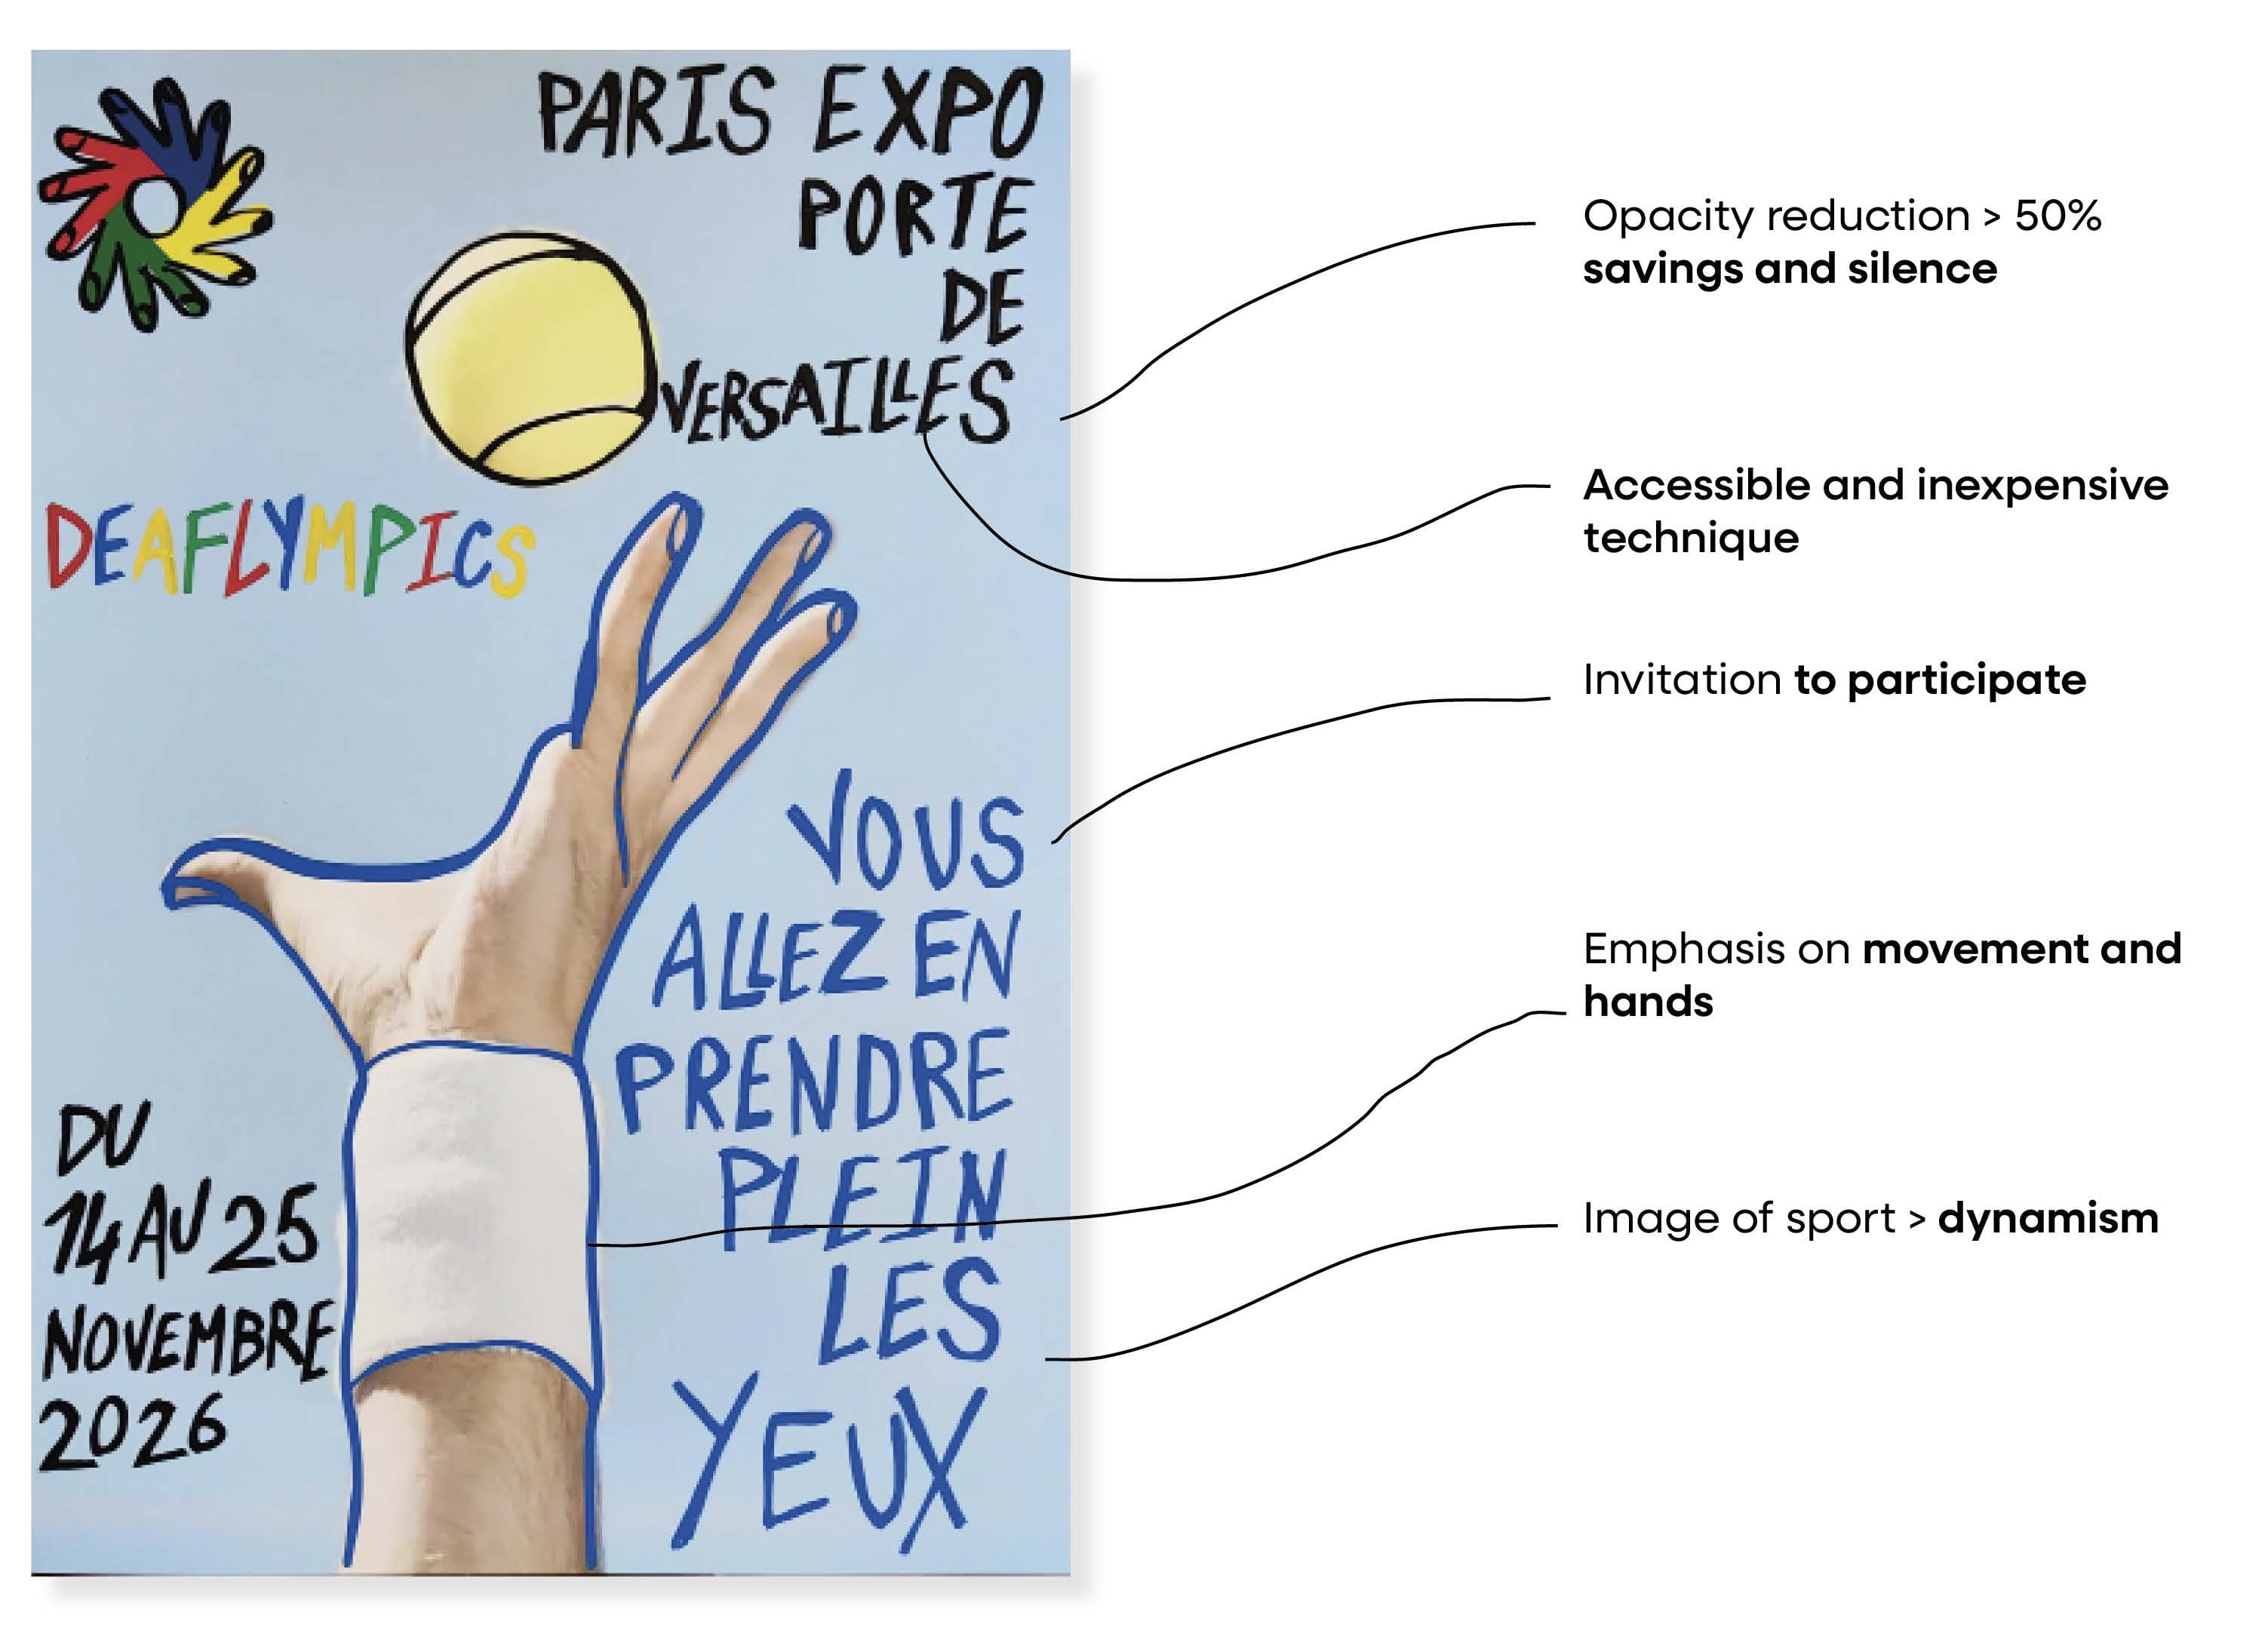 PARIS EXPO
PORTE
DE
VERSAILLES
DEAFLYMPICS
VOUS
ALLEZ EN
PRENDRE
PLEIN
LES
YEUX
DU
14 AU 25
NOVEMBRE
2026
Opacity reduction > 50%
savings and silence
Accessible and inexpensive
technique
Invitation to participate
Emphasis on movement and
hands
Image of sport > dynamism